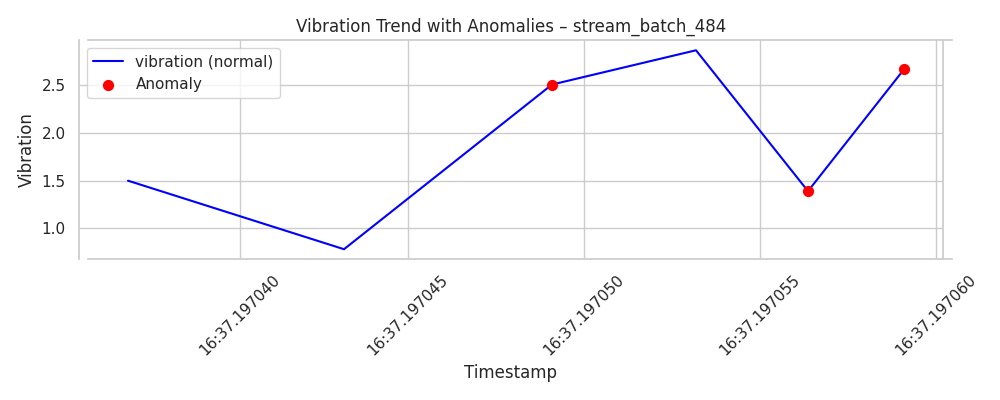 Vibration Trend with Anomalies – stream_batch_484
vibration (normal)
Anomaly
Vibration
2.5
2.0
1.5
1.0
16:37.197040
16:37.197045
16:37.197050
16:37.197055
16:37.197060
Timestamp